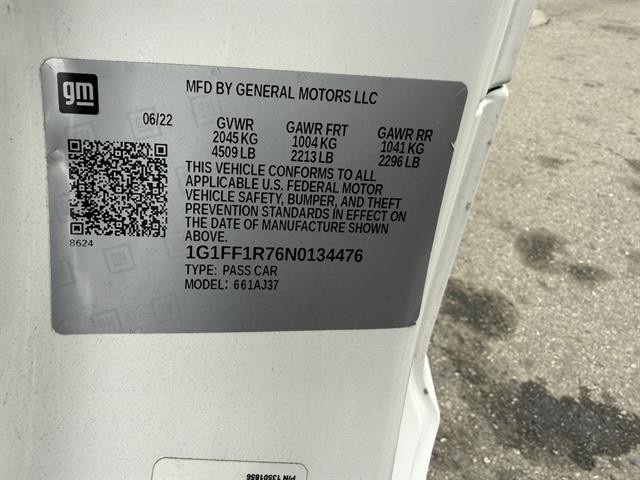 gm
MFD BY GENERAL MOTORS LLC
06/22 GVWR GAWR FRT GAWR RR
2045 KG 1004 KG 1041 KG
4509 LB 2213 LB 2296 LB
THIS VEHICLE CONFORMS TO ALL
APPLICABLE U.S. FEDERAL MOTOR
VEHICLE SAFETY, BUMPER, AND THEFT
PREVENTION STANDARDS IN EFFECT ON
THE DATE OF MANUFACTURE SHOWN
ABOVE.
8624
1G1FF1R76N0134476
TYPE: PASS CAR
MODEL: 661AJ37
P/N 13501856